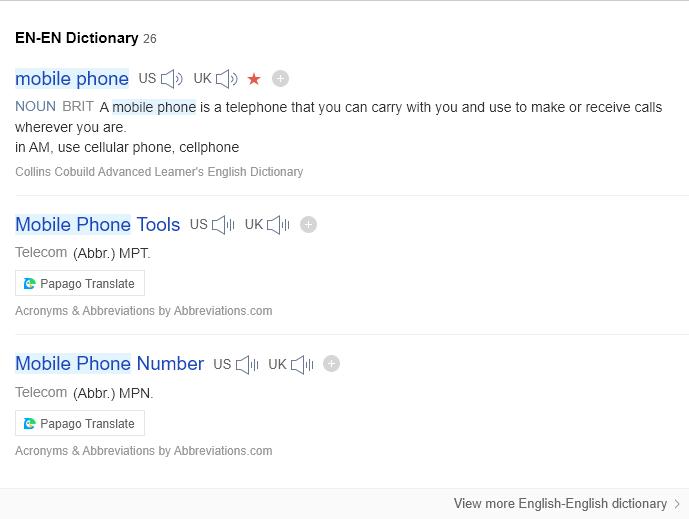 EN-EN Dictionary 26
mobile phone US UK
NOUN BRIT A mobile phone is a telephone that you can carry with you and use to make or receive calls
wherever you are.
in AM, use cellular phone, cellphone
Collins Cobuild Advanced Learner's English Dictionary
Mobile Phone Tools US UK
Telecom (Abbr.) MPT.
Papago Translate
Acronyms & Abbreviations by Abbreviations.com
Mobile Phone Number US UK
Telecom (Abbr.) MPN.
Papago Translate
Acronyms & Abbreviations by Abbreviations.com
View more English-English dictionary >